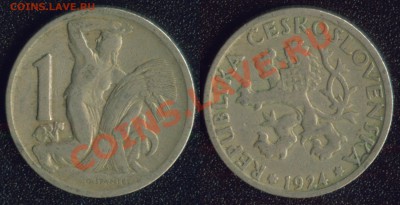 COINS.LAVE.RU
1
REPUBLIKA ČESKOSLOVENSKÁ
1924
COINS.LAVE.RU